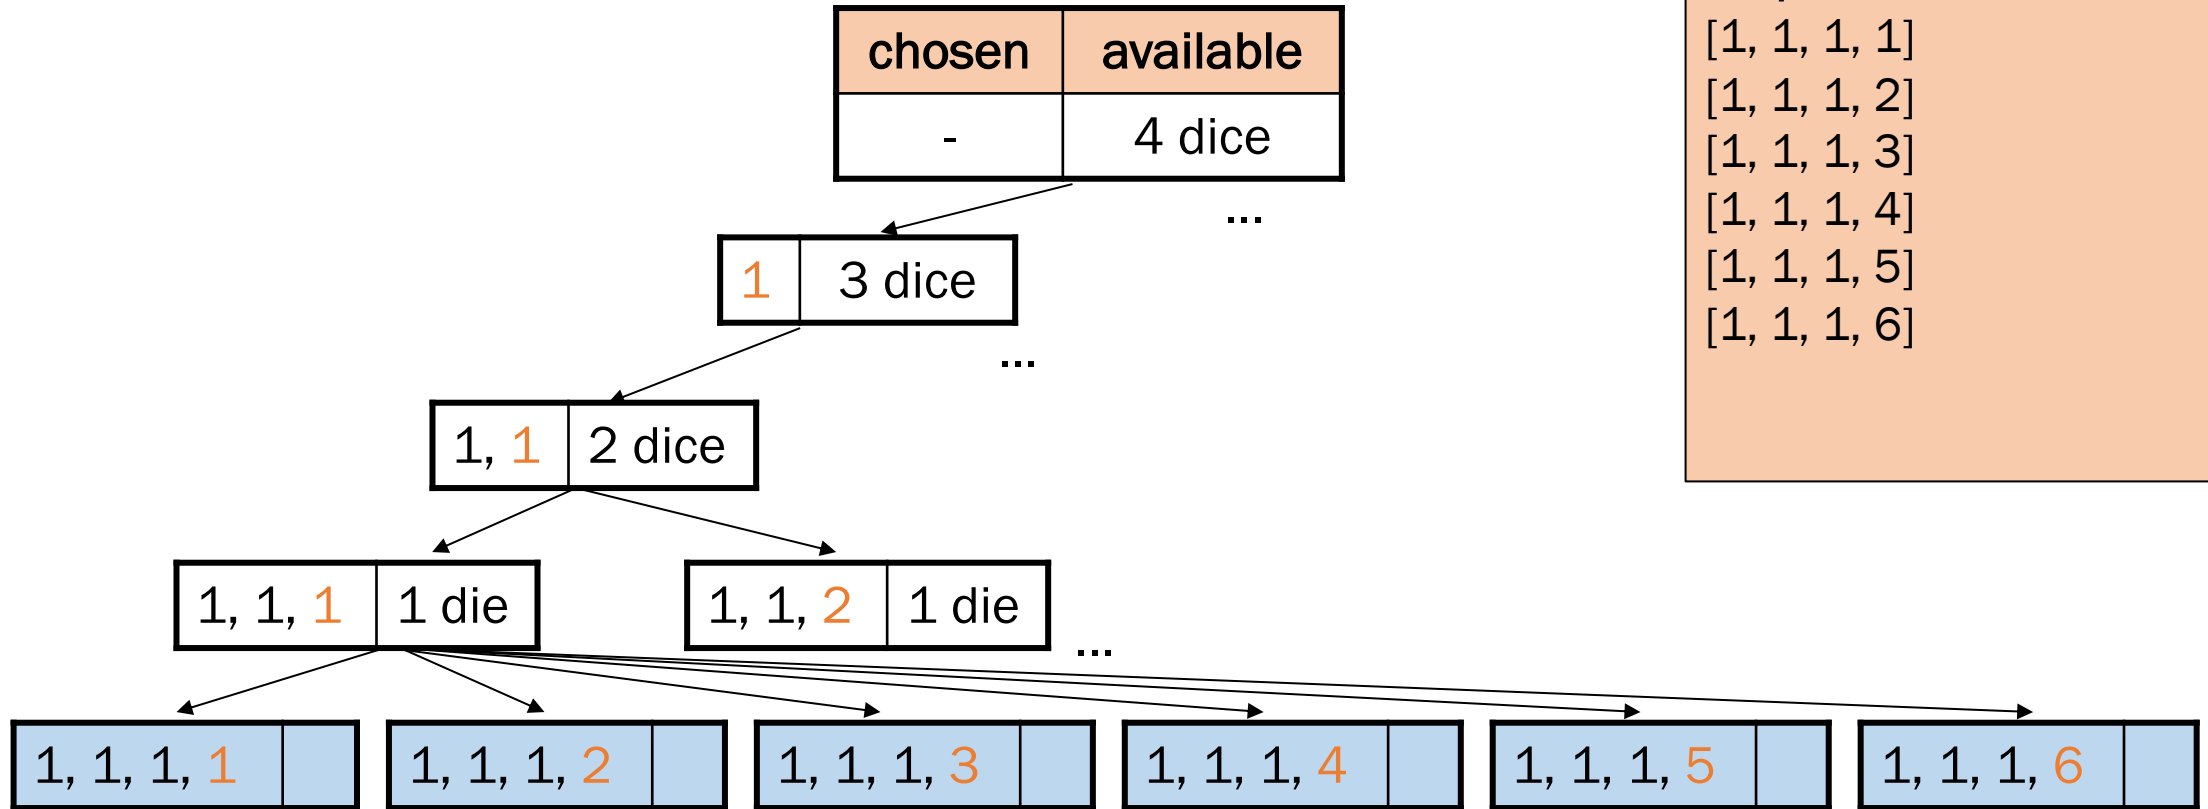 chosen available
- 4 dice
...
1 3 dice
...
1, 1 2 dice
1, 1, 1 1 die
1, 1, 2 1 die
...
1, 1, 1, 1
1, 1, 1, 2
1, 1, 1, 3
1, 1, 1, 4
1, 1, 1, 5
1, 1, 1, 6
[1, 1, 1, 1]
[1, 1, 1, 2]
[1, 1, 1, 3]
[1, 1, 1, 4]
[1, 1, 1, 5]
[1, 1, 1, 6]